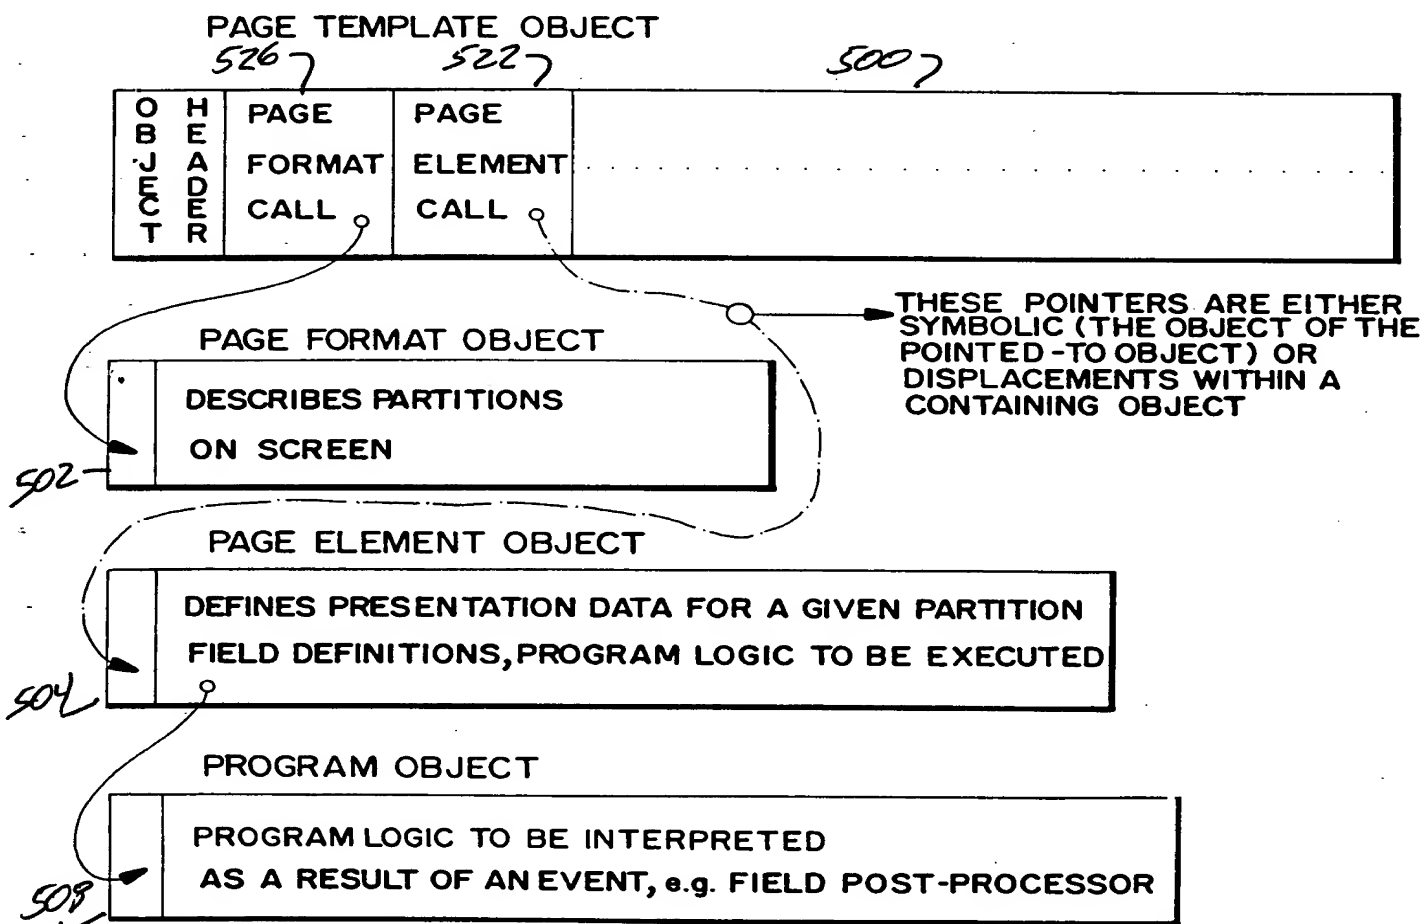 PAGE TEMPLATE OBJECT
526 522 500
OBJECT HEADER
PAGE FORMAT CALL
PAGE ELEMENT CALL
THESE POINTERS ARE EITHER
SYMBOLIC (THE OBJECT OF THE
POINTED-TO OBJECT) OR
DISPLACEMENTS WITHIN A
CONTAINING OBJECT
PAGE FORMAT OBJECT
DESCRIBES PARTITIONS
ON SCREEN
502
PAGE ELEMENT OBJECT
DEFINES PRESENTATION DATA FOR A GIVEN PARTITION
FIELD DEFINITIONS, PROGRAM LOGIC TO BE EXECUTED
504
PROGRAM OBJECT
PROGRAM LOGIC TO BE INTERPRETED
AS A RESULT OF AN EVENT, e.g. FIELD POST-PROCESSOR
508